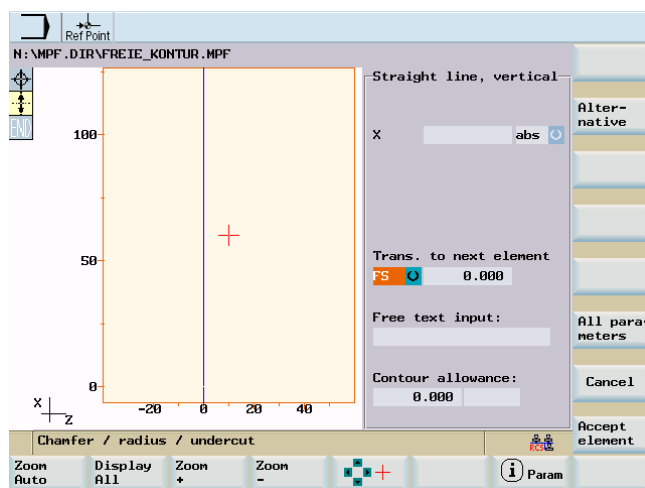 Ref Point
N:\MPF.DIR\FREIE_KONTUR.MPF
END
100
50
0
-20
0
20
40
X
Z
Straight line, vertical
X
abs
Trans. to next element
FS
0.000
Free text input:
Contour allowance:
0.000
Alter-
native
All para-
meters
Cancel
Accept
element
Chamfer / radius / undercut
RCS
Zoom
Auto
Display
All
Zoom
+
Zoom
-
i Param